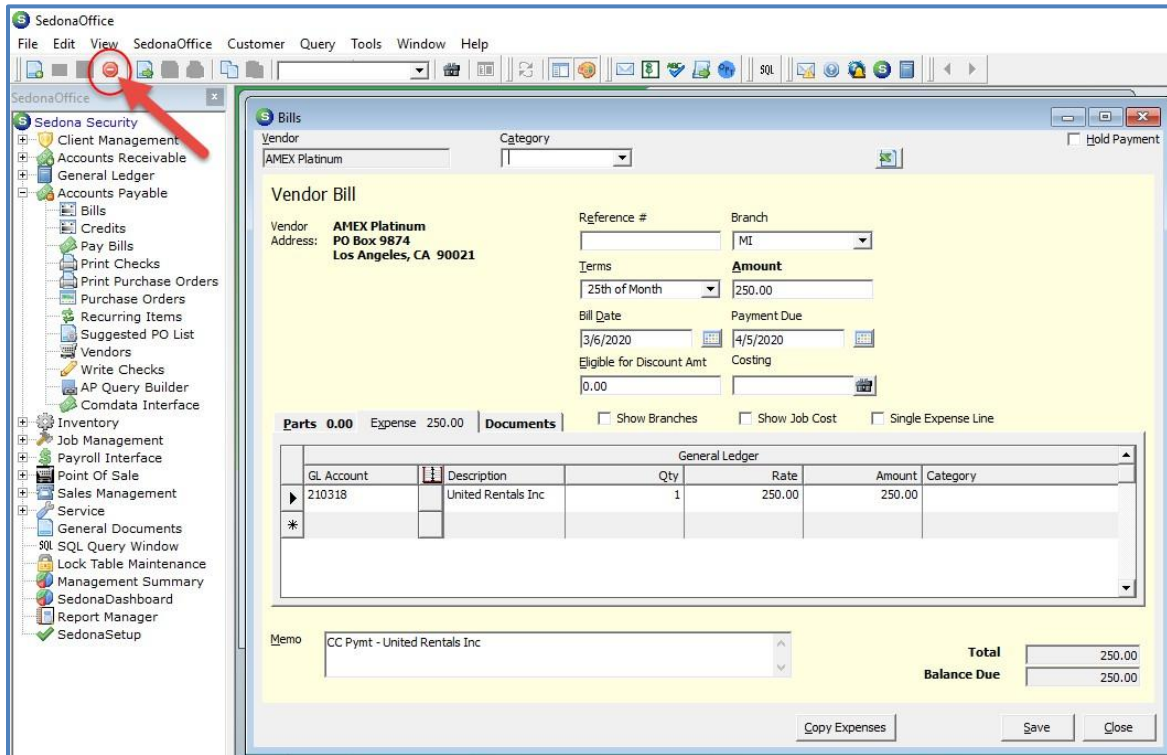 SedonaOffice
File Edit View SedonaOffice Customer Query Tools Window Help
SQL
SedonaOffice x
Sedona Security
Client Management
Accounts Receivable
General Ledger
Accounts Payable
Bills
Credits
Pay Bills
Print Checks
Print Purchase Orders
Purchase Orders
Recurring Items
Suggested PO List
Vendors
Write Checks
AP Query Builder
Comdata Interface
Inventory
Job Management
Payroll Interface
Point Of Sale
Sales Management
Service
General Documents
SQL SQL Query Window
Lock Table Maintenance
Management Summary
SedonaDashboard
Report Manager
SedonaSetup
Bills
Vendor Category Hold Payment
AMEX Platinum
Vendor Bill
Vendor Address: AMEX Platinum
PO Box 9874
Los Angeles, CA 90021
Reference # Branch
MI
Terms Amount
25th of Month 250.00
Bill Date Payment Due
3/6/2020 4/5/2020
Eligible for Discount Amt Costing
0.00
Parts 0.00 Expense 250.00 Documents Show Branches Show Job Cost Single Expense Line
General Ledger
GL Account Description Qty Rate Amount Category
210318 United Rentals Inc 1 250.00 250.00
Memo CC Pymt - United Rentals Inc
Total 250.00
Balance Due 250.00
Copy Expenses Save Close